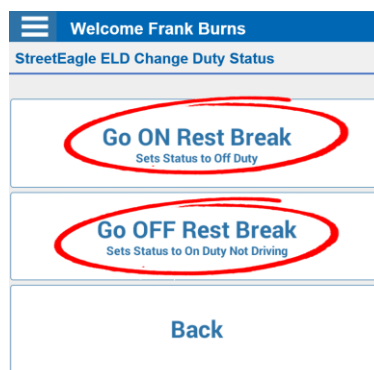 Welcome Frank Burns
StreetEagle ELD Change Duty Status
Go ON Rest Break
Sets Status to Off Duty
Go OFF Rest Break
Sets Status to On Duty Not Driving
Back